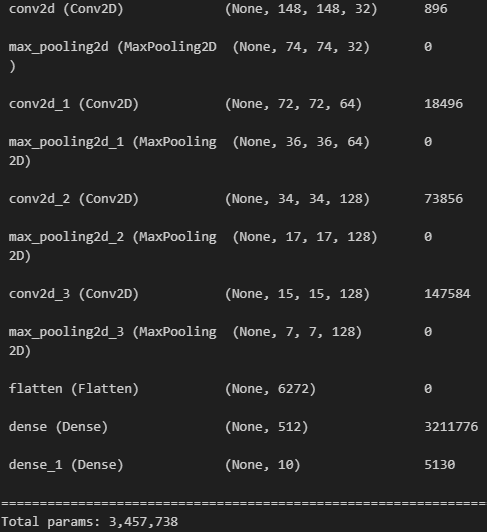 conv2d (Conv2D) (None, 148, 148, 32) 896
max_pooling2d (MaxPooling2D (None, 74, 74, 32) 0
)
conv2d_1 (Conv2D) (None, 72, 72, 64) 18496
max_pooling2d_1 (MaxPooling (None, 36, 36, 64) 0
2D)
conv2d_2 (Conv2D) (None, 34, 34, 128) 73856
max_pooling2d_2 (MaxPooling (None, 17, 17, 128) 0
2D)
conv2d_3 (Conv2D) (None, 15, 15, 128) 147584
max_pooling2d_3 (MaxPooling (None, 7, 7, 128) 0
2D)
flatten (Flatten) (None, 6272) 0
dense (Dense) (None, 512) 3211776
dense_1 (Dense) (None, 10) 5130
=================================================================
Total params: 3,457,738